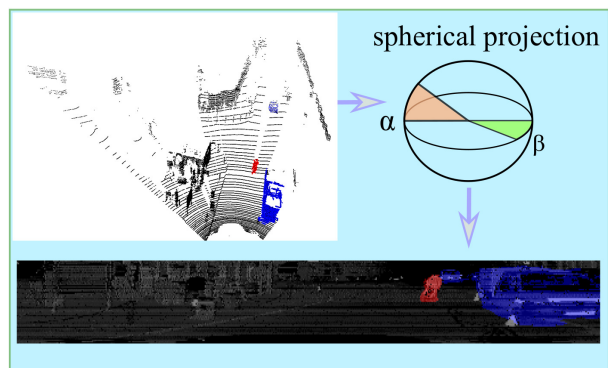 spherical projection
α
β